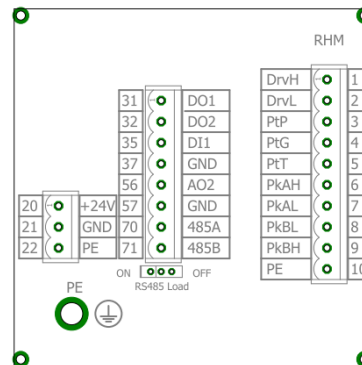 RHM
DrvH 1
DrvL 2
31 DO1 PtP 3
32 DO2 PtG 4
35 DI1 PtT 5
37 GND PkAH 6
56 AO2 PkAL 7
20 +24V 57 GND PkBL 8
21 GND 70 485A PkBH 9
22 PE 71 485B PE 10
ON OFF
PE RS485 Load